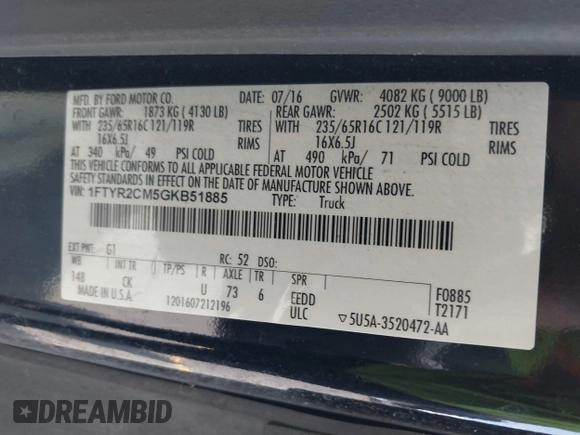 MFD. BY FORD MOTOR CO. DATE: 07/16 GVWR: 4082 KG ( 9000 LB)
FRONT GAWR: 1873 KG ( 4130 LB) REAR GAWR: 2502 KG ( 5515 LB)
WITH 235/65R16C 121/119R TIRES WITH 235/65R16C 121/119R TIRES
16X6.5J RIMS 16X6.5J RIMS
AT 340 kPa/ 49 PSI COLD AT 490 kPa/ 71 PSI COLD
THIS VEHICLE CONFORMS TO ALL APPLICABLE FEDERAL MOTOR VEHICLE
SAFETY STANDARDS IN EFFECT ON THE DATE OF MANUFACTURE SHOWN ABOVE.
VIN: 1FTYR2CM5GKB51885 TYPE: Truck
EXT PNT: G1 RC: 52 DSO:
WB INT TR TP/PS R AXLE TR SPR F0885
148 CK U 73 6 EEDD T2171
MADE IN U.S.A. 1201607212196 ULC ▽5U5A-3520472-AA
DREAMBID